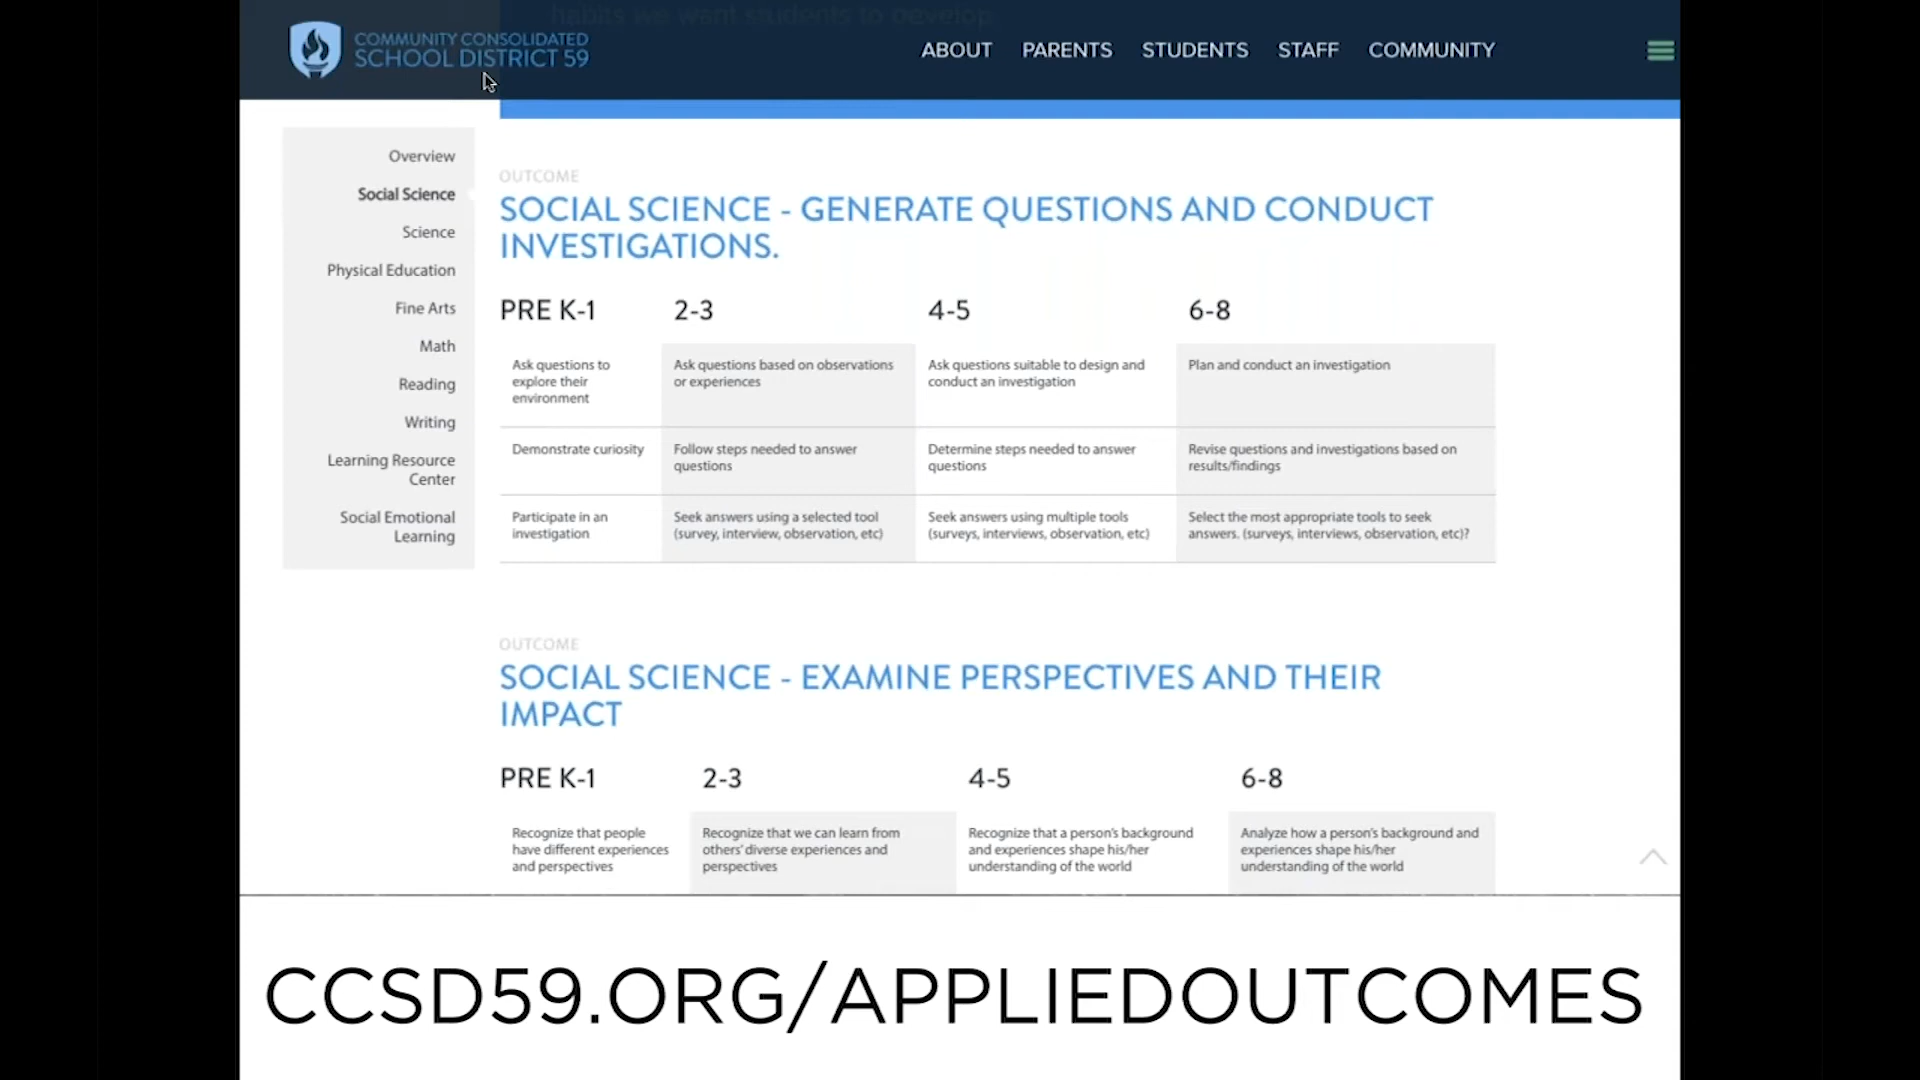 habits we want students to develop
COMMUNITY CONSOLIDATED
SCHOOL DISTRICT 59
ABOUT PARENTS STUDENTS STAFF COMMUNITY
Overview
Social Science
Science
Physical Education
Fine Arts
Math
Reading
Writing
Learning Resource
Center
Social Emotional
Learning
OUTCOME
SOCIAL SCIENCE - GENERATE QUESTIONS AND CONDUCT
INVESTIGATIONS.
PRE K-1 2-3 4-5 6-8
Ask questions to
explore their
environment
Ask questions based on observations
or experiences
Ask questions suitable to design and
conduct an investigation
Plan and conduct an investigation
Demonstrate curiosity
Follow steps needed to answer
questions
Determine steps needed to answer
questions
Revise questions and investigations based on
results/findings
Participate in an
investigation
Seek answers using a selected tool
(survey, interview, observation, etc)
Seek answers using multiple tools
(surveys, interviews, observation, etc)
Select the most appropriate tools to seek
answers. (surveys, interviews, observation, etc)?
OUTCOME
SOCIAL SCIENCE - EXAMINE PERSPECTIVES AND THEIR
IMPACT
PRE K-1 2-3 4-5 6-8
Recognize that people
have different experiences
and perspectives
Recognize that we can learn from
others' diverse experiences and
perspectives
Recognize that a person's background
and experiences shape his/her
understanding of the world
Analyze how a person's background and
experiences shape his/her
understanding of the world
CCSD59.ORG/APPLIEDOUTCOMES